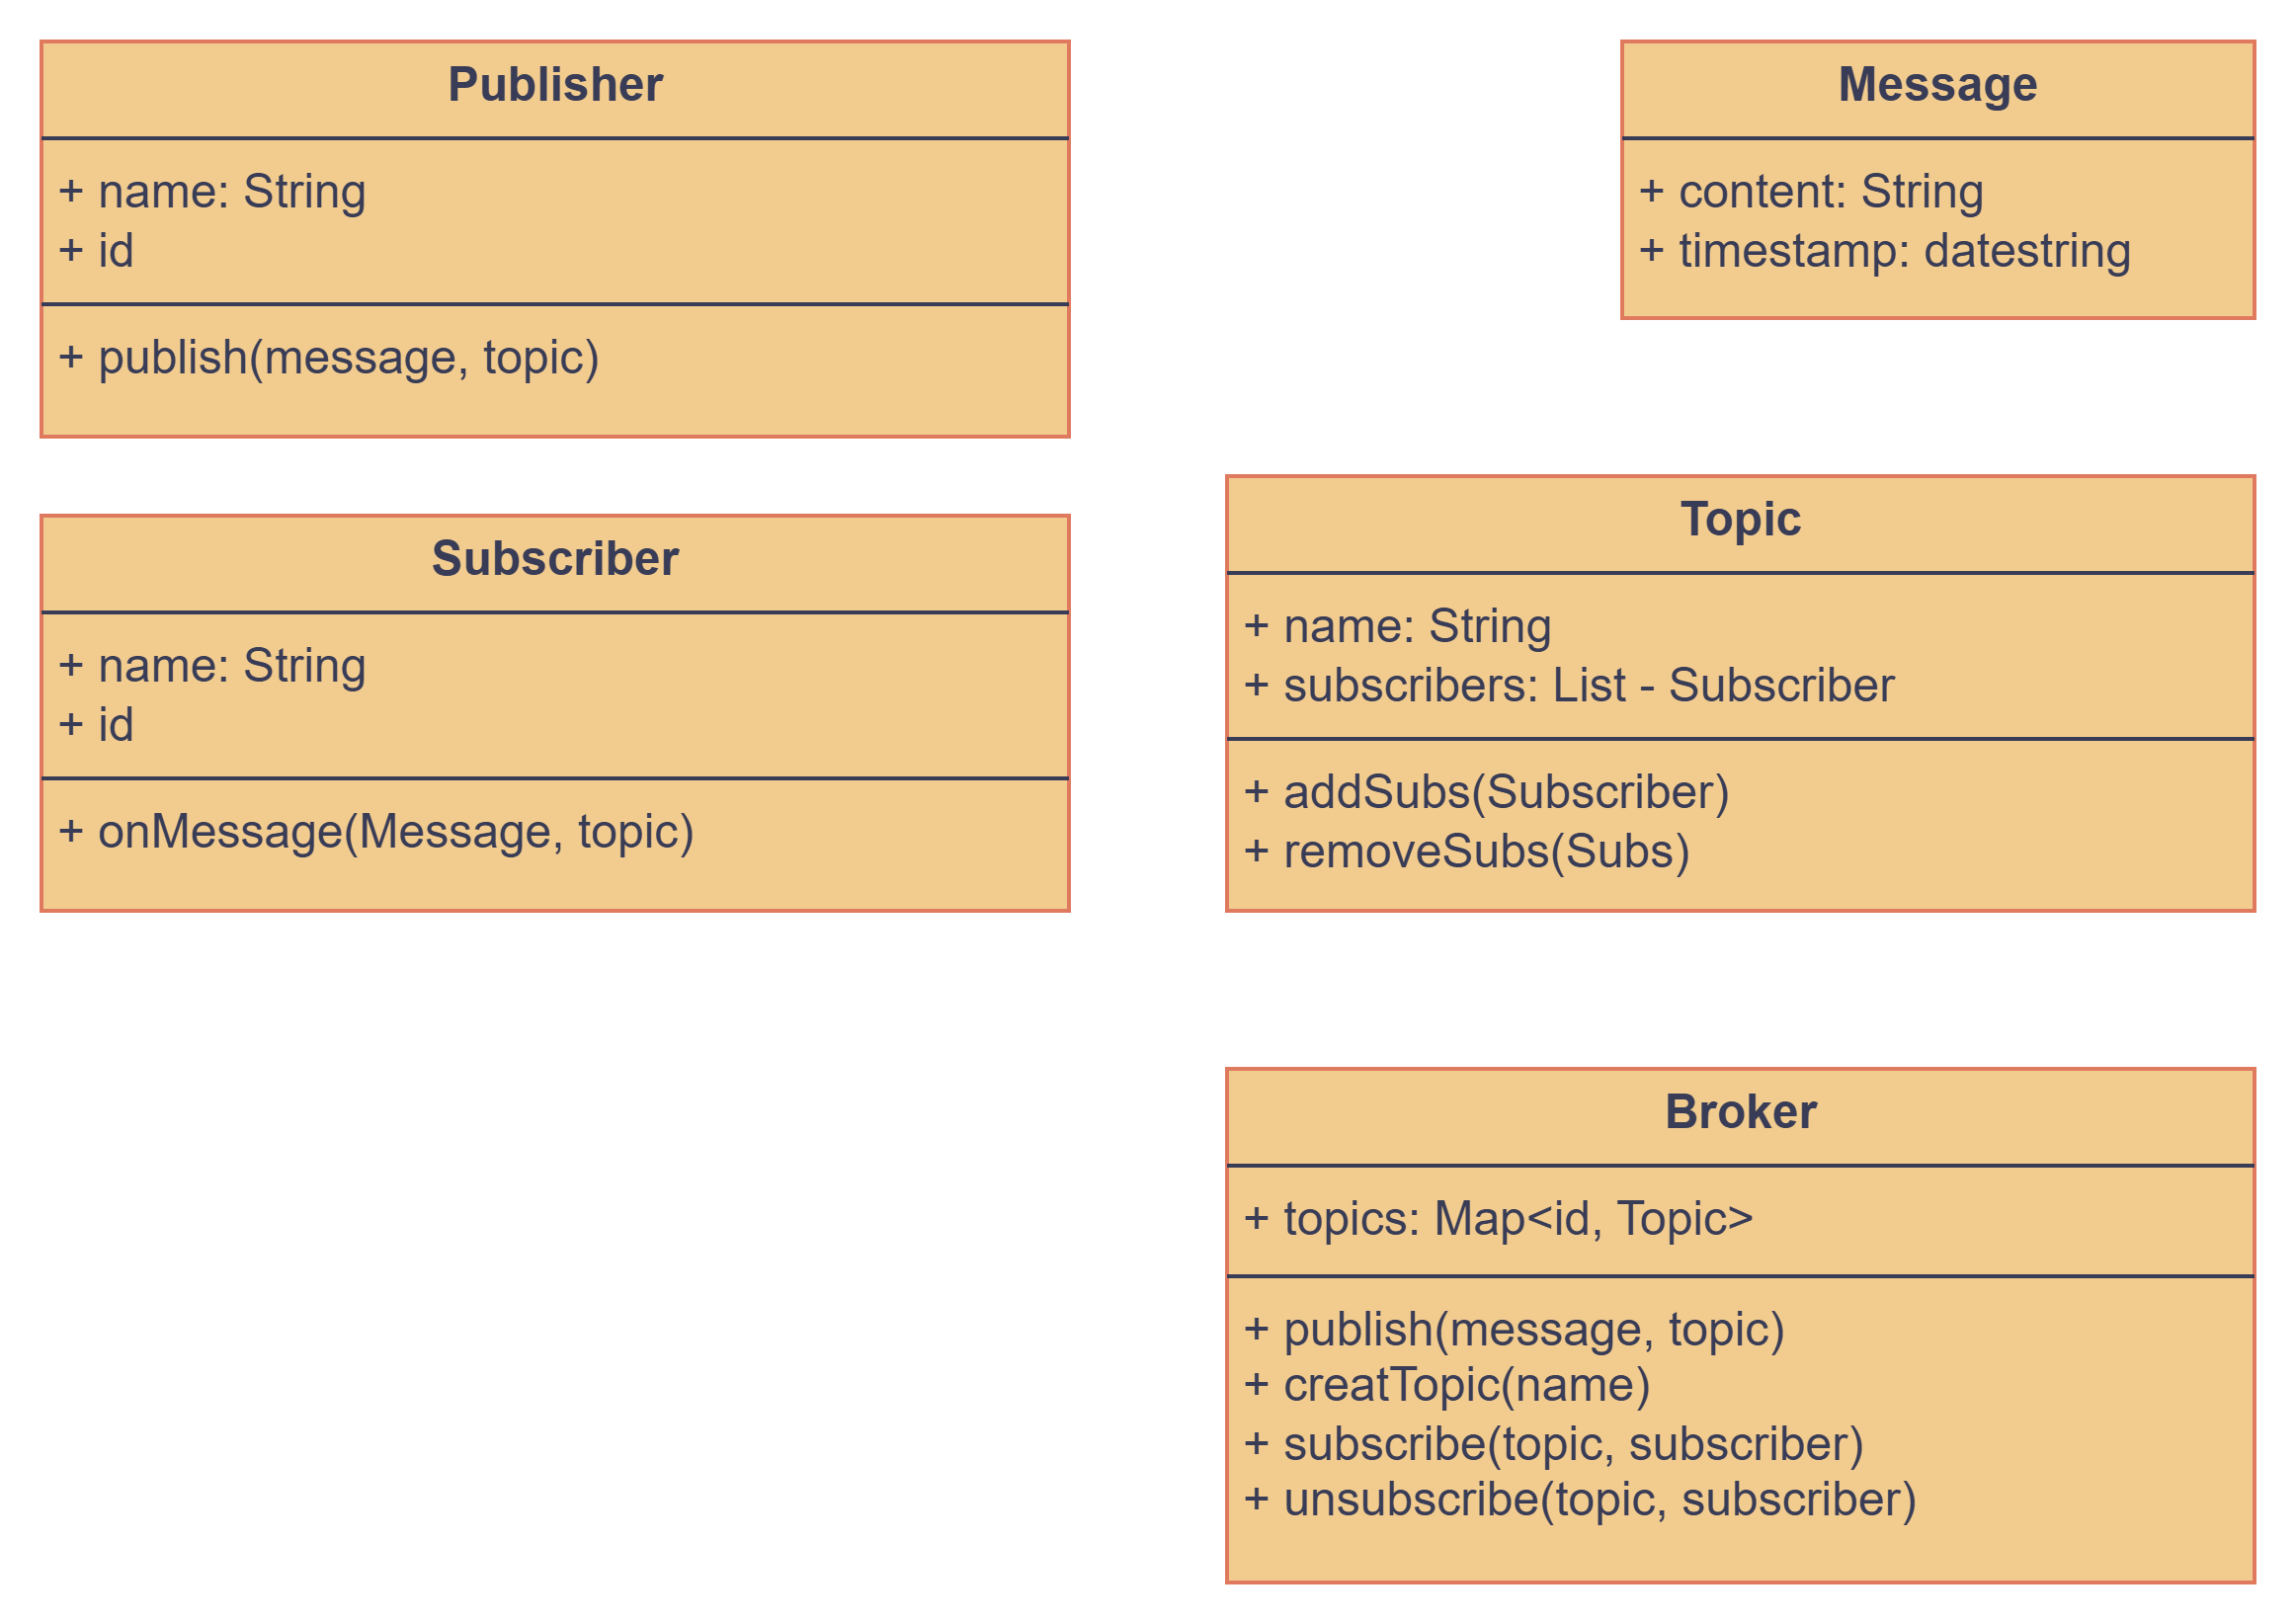 Publisher
+ name: String
+ id
+ publish(message, topic)
Message
+ content: String
+ timestamp: datestring
Subscriber
+ name: String
+ id
+ onMessage(Message, topic)
Topic
+ name: String
+ subscribers: List - Subscriber
+ addSubs(Subscriber)
+ removeSubs(Subs)
Broker
+ topics: Map<id, Topic>
+ publish(message, topic)
+ creatTopic(name)
+ subscribe(topic, subscriber)
+ unsubscribe(topic, subscriber)